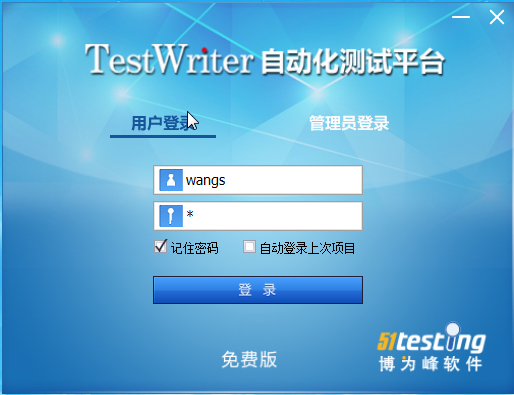 TestWriter 自动化测试平台
用户登录 管理员登录
wangs
*
记住密码 自动登录上次项目
登 录
免费版
51testing
博为峰软件